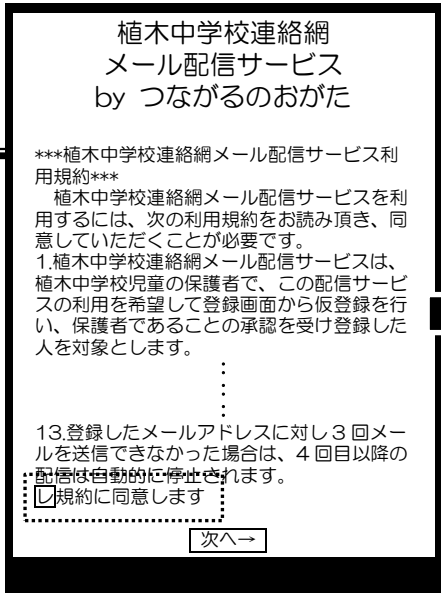 植木中学校連絡網
メール配信サービス
by つながるのおがた
***植木中学校連絡網メール配信サービス利
用規約***
　植木中学校連絡網メール配信サービスを利
用するには、次の利用規約をお読み頂き、同
意していただくことが必要です。
1.植木中学校連絡網メール配信サービスは、
植木中学校児童の保護者で、この配信サービ
スの利用を希望して登録画面から仮登録を行
い、保護者であることの承認を受け登録した
人を対象とします。
13.登録したメールアドレスに対し3 回メー
ルを送信できなかった場合は、4 回目以降の
配信は自動的に停止されます。
レ規約に同意します
次へ→